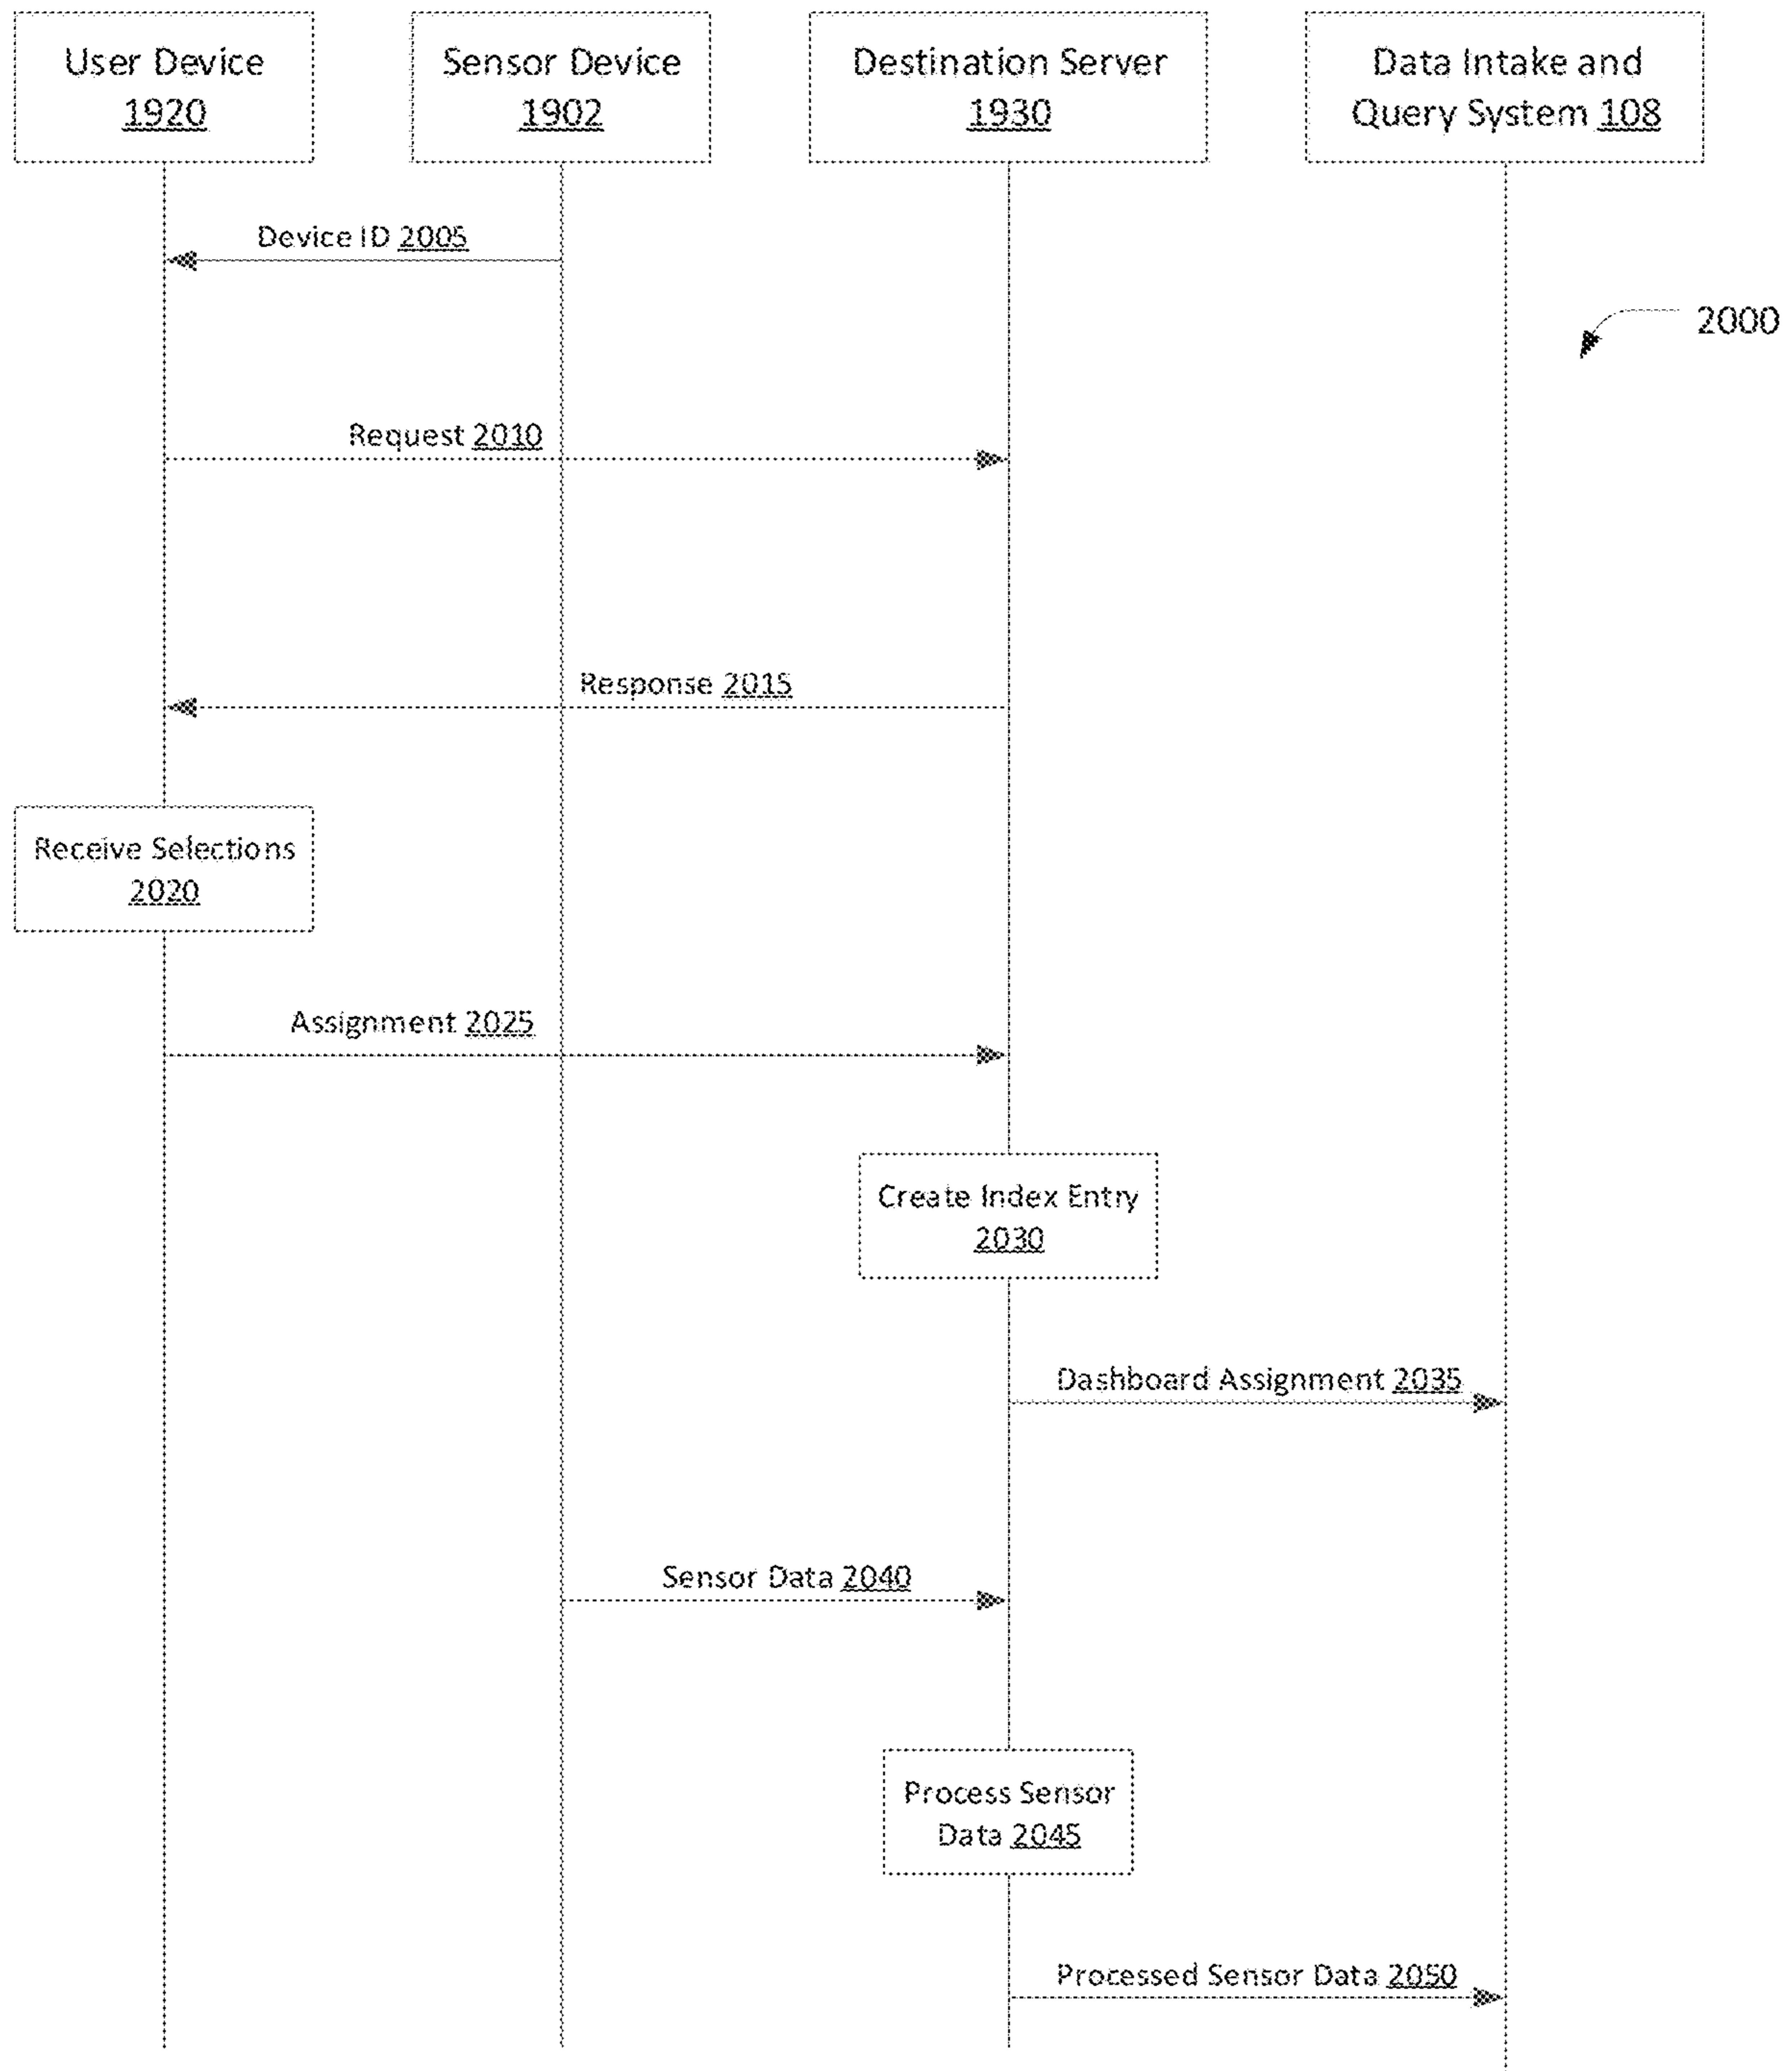 User Device
1920
Sensor Device
1902
Destination Server
1930
Data Intake and
Query System 108
Device ID 2005
2000
Request 2010
Response 2015
Receive Selections
2020
Assignment 2025
Create Index Entry
2030
Dashboard Assignment 2035
Sensor Data 2040
Process Sensor
Data 2045
Processed Sensor Data 2050